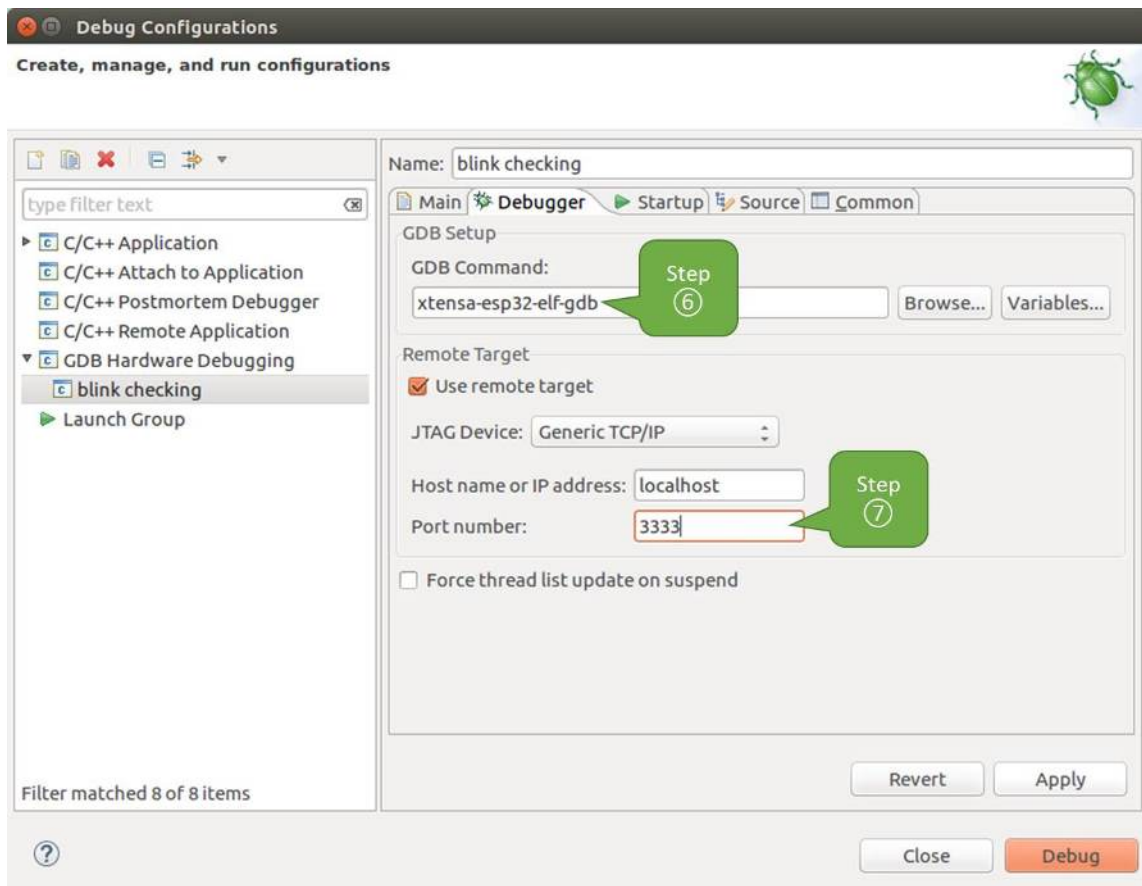 Debug Configurations
Create, manage, and run configurations
type filter text
C/C++ Application
C/C++ Attach to Application
C/C++ Postmortem Debugger
C/C++ Remote Application
GDB Hardware Debugging
blink checking
Launch Group
Filter matched 8 of 8 items
Name: blink checking
Main Debugger Startup Source Common
GDB Setup
GDB Command:
xtensa-esp32-elf-gdb Browse... Variables...
Step
⑥
Remote Target
Use remote target
JTAG Device: Generic TCP/IP
Host name or IP address: localhost
Port number: 3333
Step
⑦
Force thread list update on suspend
Revert Apply
Close Debug